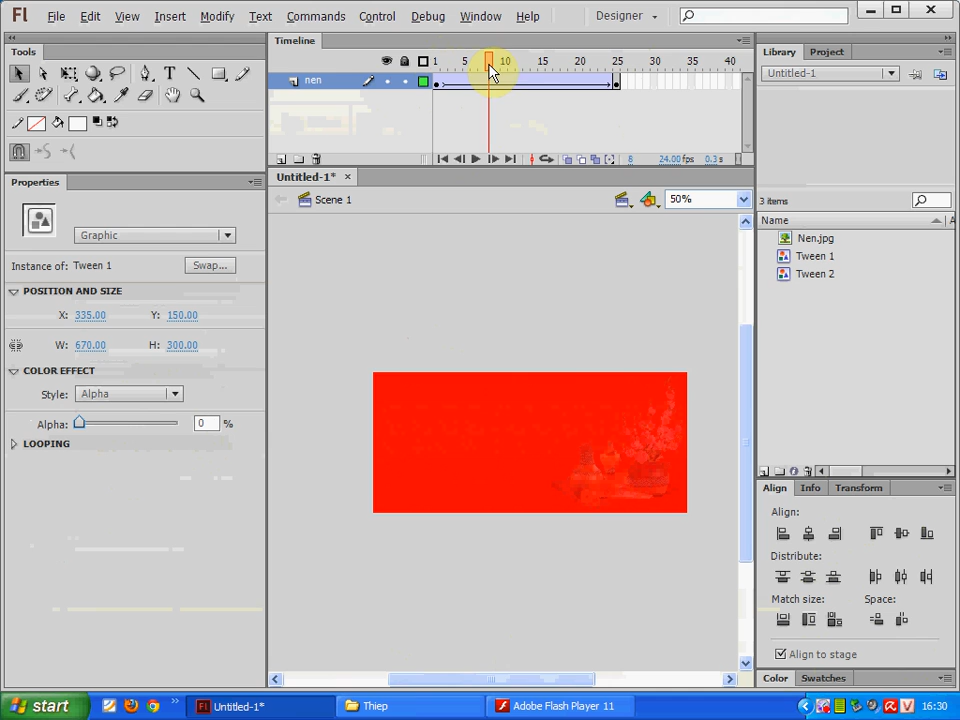 Fl File Edit View Insert Modify Text Commands Control Debug Window Help Designer
Tools
Timeline
Library Project
1 5 10 15 20 25 30 35 40
Untitled-1
nen
8 24.00fps 0.3s
Properties
Untitled-1* ×
Scene 1
50%
3 items
Name
Graphic
Nen.jpg
Tween 1
Tween 2
Instance of: Tween 1 Swap...
POSITION AND SIZE
X: 335.00 Y: 150.00
W: 670.00 H: 300.00
COLOR EFFECT
Style: Alpha
Alpha: 0 %
LOOPING
Align Info Transform
Align:
Distribute:
Match size: Space:
Align to stage
Color Swatches
start Untitled-1* Thiep Adobe Flash Player 11 16:30